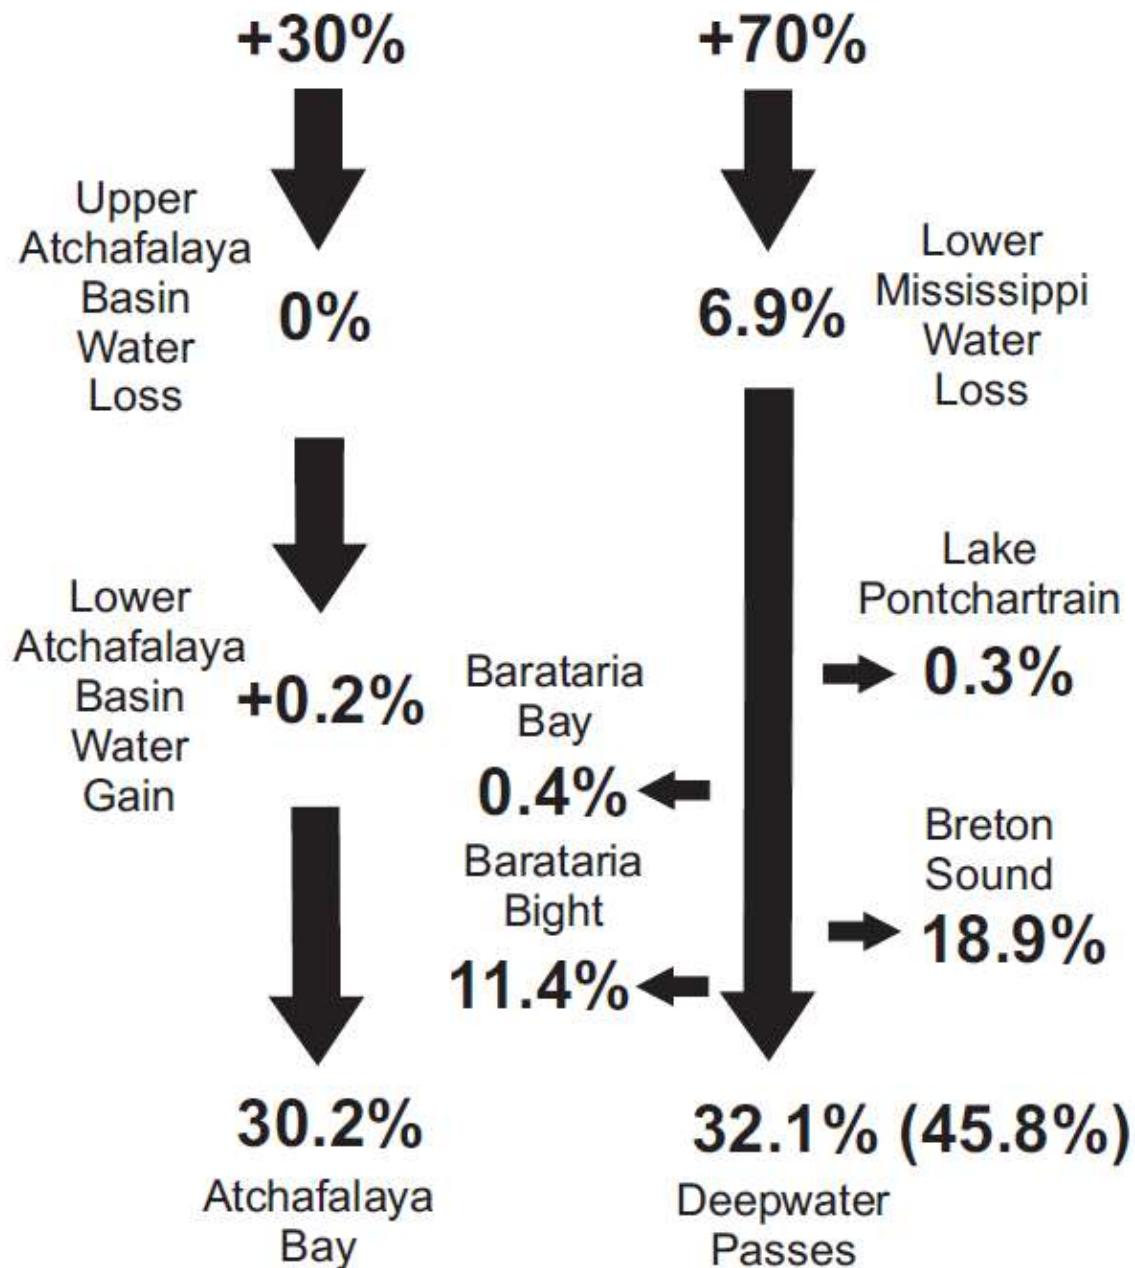 +30%
+70%
Upper
Atchafalaya
Basin
Water
Loss
0%
6.9%
Lower
Mississippi
Water
Loss
Lower
Atchafalaya
Basin
Water
Gain
+0.2%
Lake
Pontchartrain
0.3%
Barataria
Bay
0.4%
Barataria
Bight
11.4%
Breton
Sound
18.9%
30.2%
Atchafalaya
Bay
32.1% (45.8%)
Deepwater
Passes